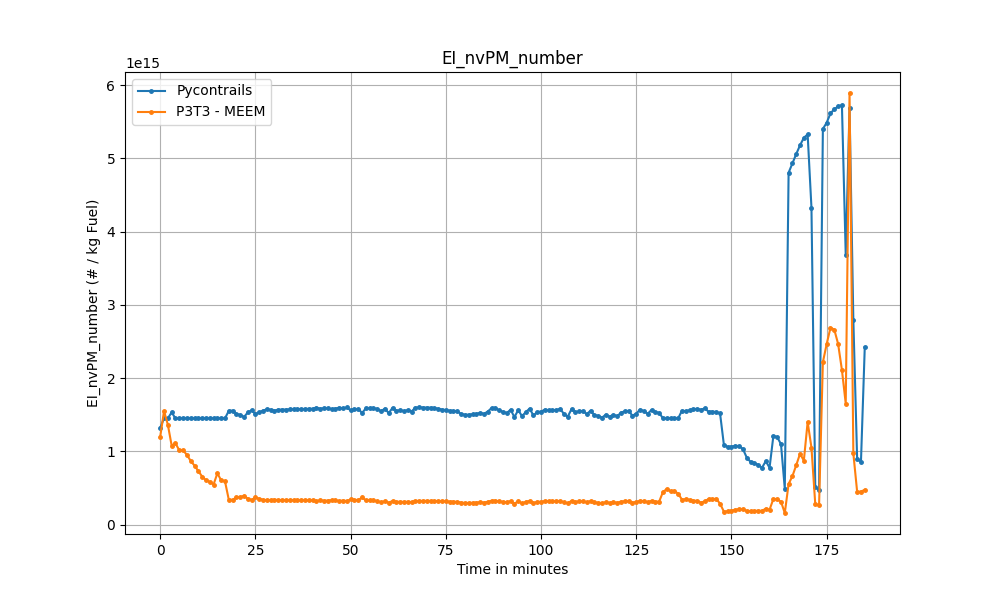 EI_nvPM_number
1e15
Pycontrails
P3T3 - MEEM
EI_nvPM_number (# / kg Fuel)
6
5
4
3
2
1
0
0 25 50 75 100 125 150 175
Time in minutes